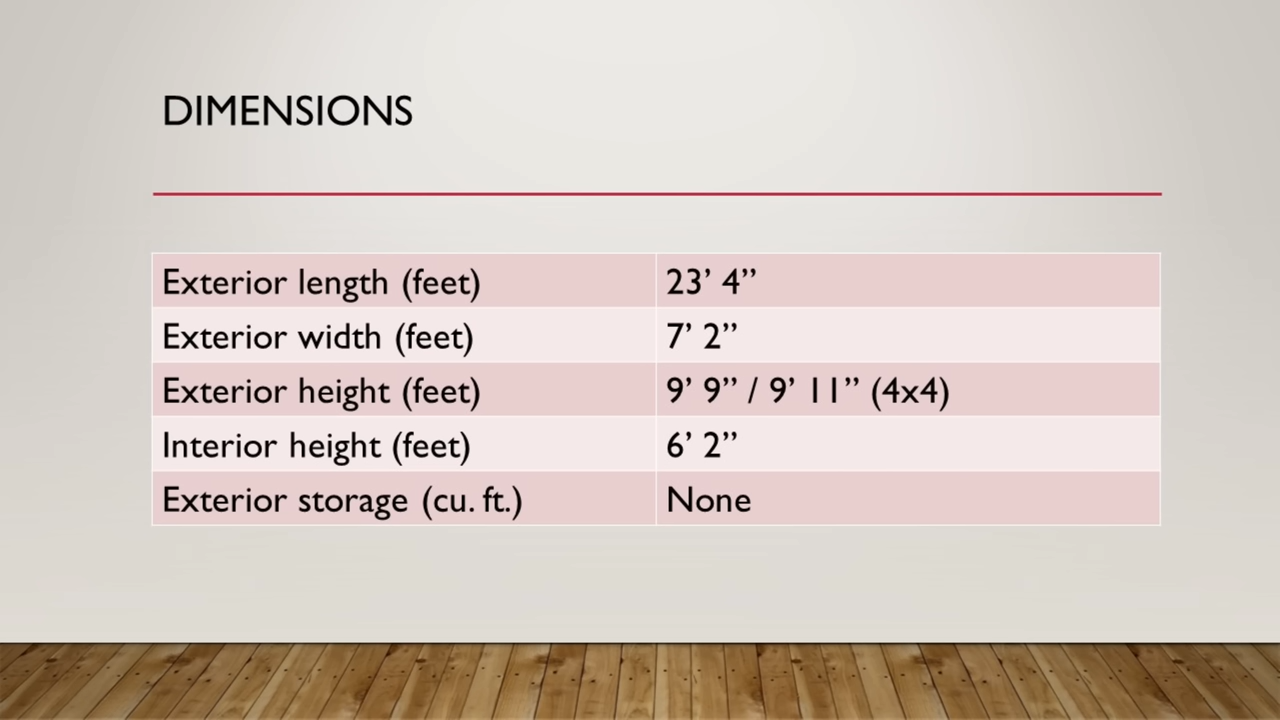 DIMENSIONS
Exterior length (feet) 23’ 4”
Exterior width (feet) 7’ 2”
Exterior height (feet) 9’ 9” / 9’ 11” (4x4)
Interior height (feet) 6’ 2”
Exterior storage (cu. ft.) None